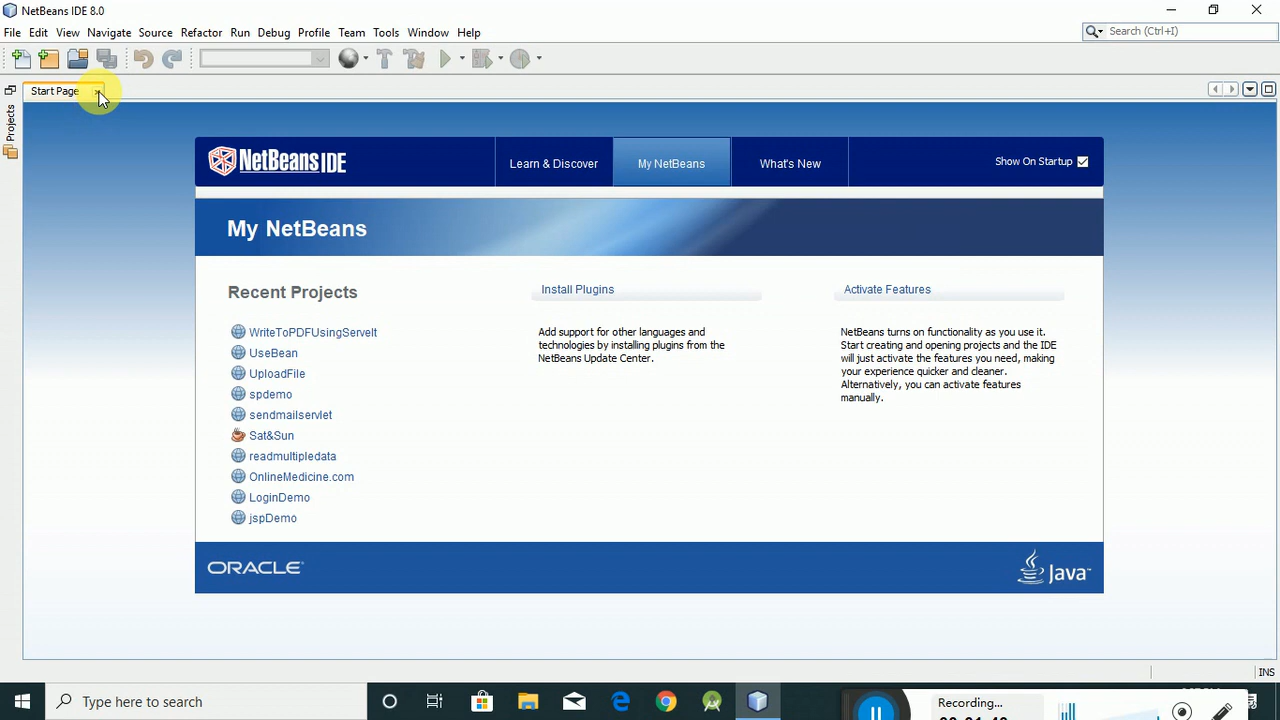 NetBeans IDE 8.0
File Edit View Navigate Source Refactor Run Debug Profile Team Tools Window Help
Search (Ctrl+I)
Start Page
Projects
NetBeans IDE
Learn & Discover
My NetBeans
What's New
Show On Startup
My NetBeans
Recent Projects
WriteToPDFUsingServelt
UseBean
UploadFile
spdemo
sendmailservlet
Sat&Sun
readmultipledata
OnlineMedicine.com
LoginDemo
jspDemo
Install Plugins
Add support for other languages and
technologies by installing plugins from the
NetBeans Update Center.
Activate Features
NetBeans turns on functionality as you use it.
Start creating and opening projects and the IDE
will just activate the features you need, making
your experience quicker and cleaner.
Alternatively, you can activate features
manually.
ORACLE
Java
INS
Type here to search
Recording...